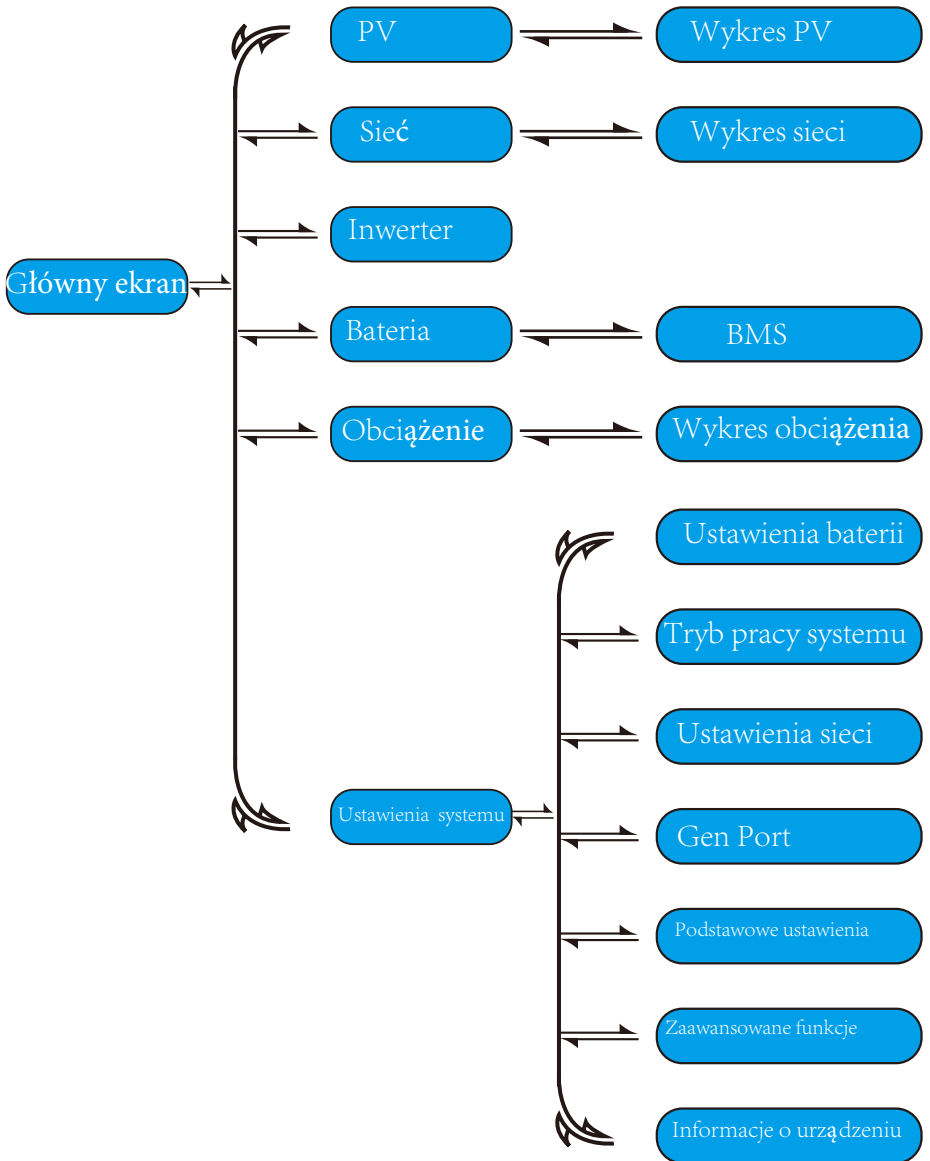 PV
Wykres PV
Sieć
Wykres sieci
Inwerter
Główny ekran
Bateria
BMS
Obciążenie
Wykres obciążenia
Ustawienia baterii
Tryb pracy systemu
Ustawienia sieci
Ustawienia systemu
Gen Port
Podstawowe ustawienia
Zaawansowane funkcje
Informacje o urządzeniu